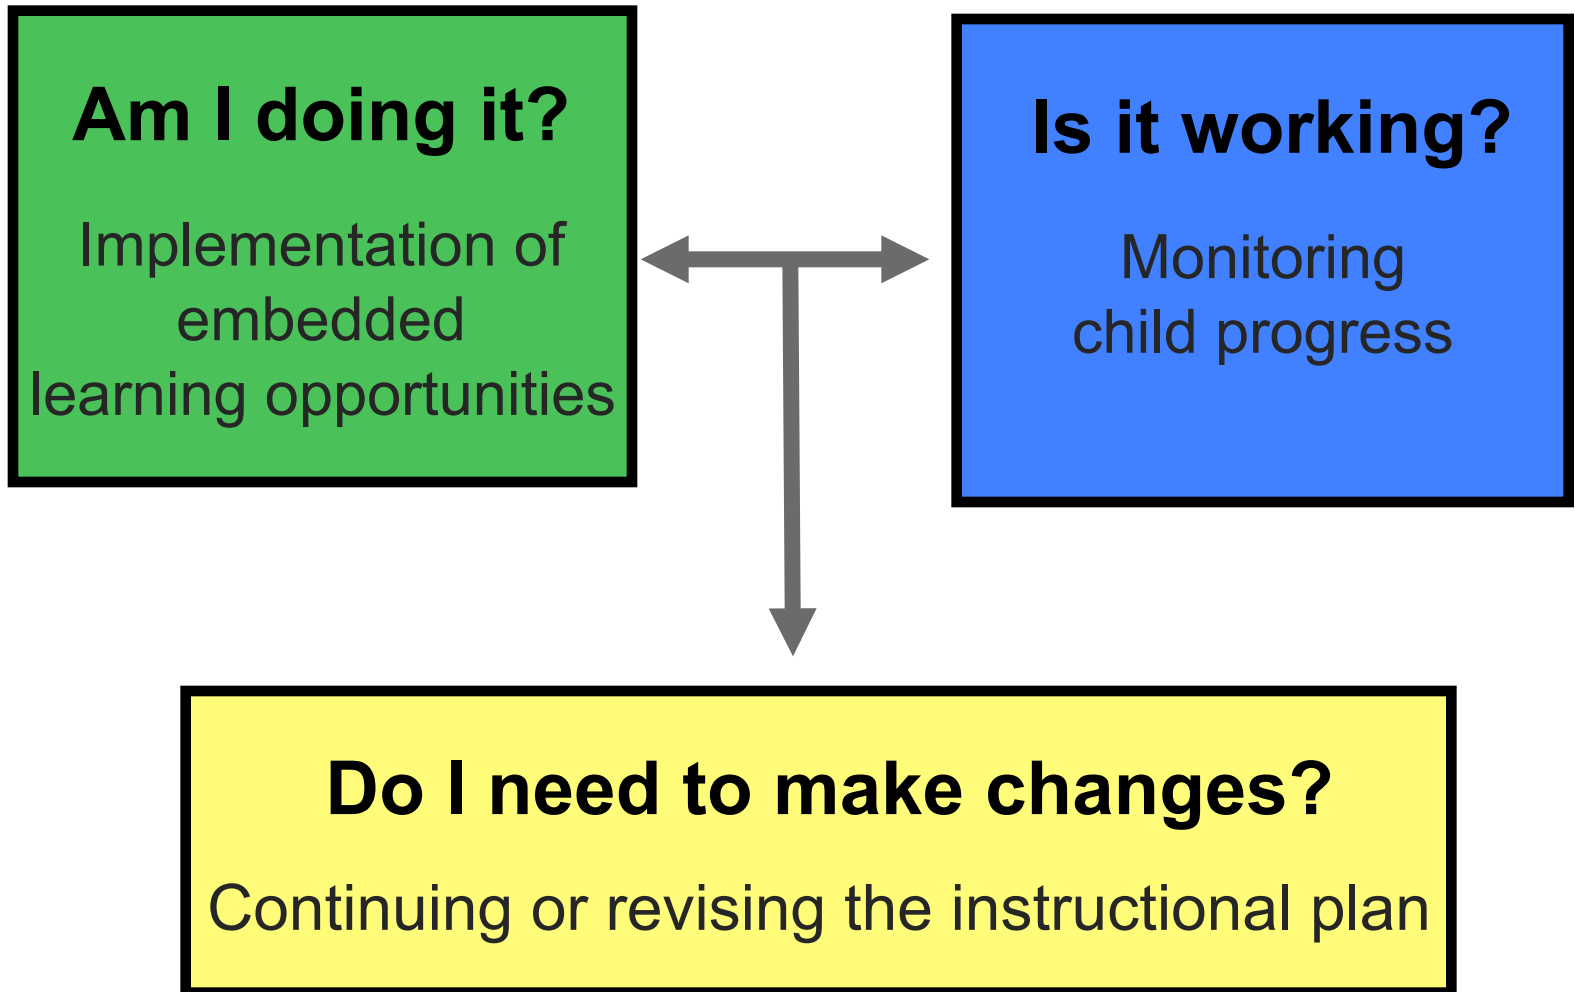 Am I doing it?
Implementation of
embedded
learning opportunities
Is it working?
Monitoring
child progress
Do I need to make changes?
Continuing or revising the instructional plan